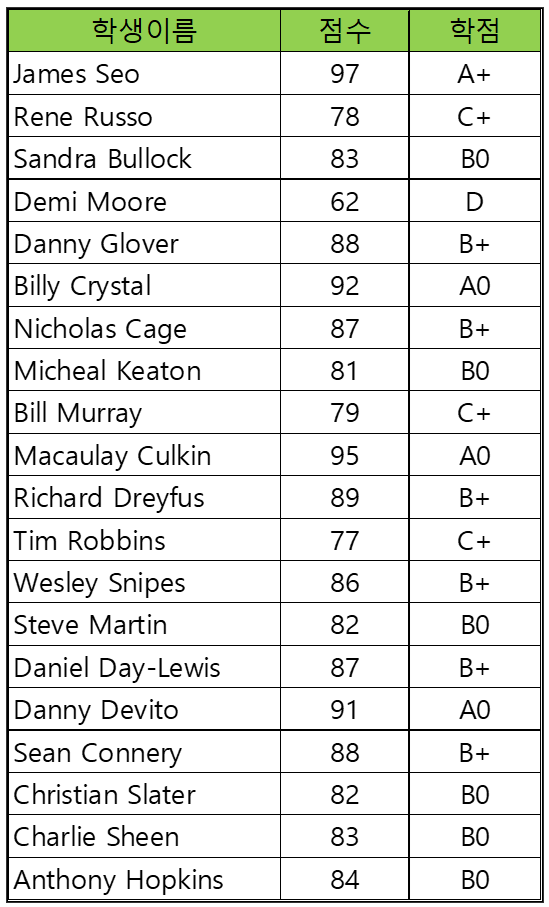 학생이름 점수 학점
James Seo 97 A+
Rene Russo 78 C+
Sandra Bullock 83 B0
Demi Moore 62 D
Danny Glover 88 B+
Billy Crystal 92 A0
Nicholas Cage 87 B+
Micheal Keaton 81 B0
Bill Murray 79 C+
Macaulay Culkin 95 A0
Richard Dreyfus 89 B+
Tim Robbins 77 C+
Wesley Snipes 86 B+
Steve Martin 82 B0
Daniel Day-Lewis 87 B+
Danny Devito 91 A0
Sean Connery 88 B+
Christian Slater 82 B0
Charlie Sheen 83 B0
Anthony Hopkins 84 B0